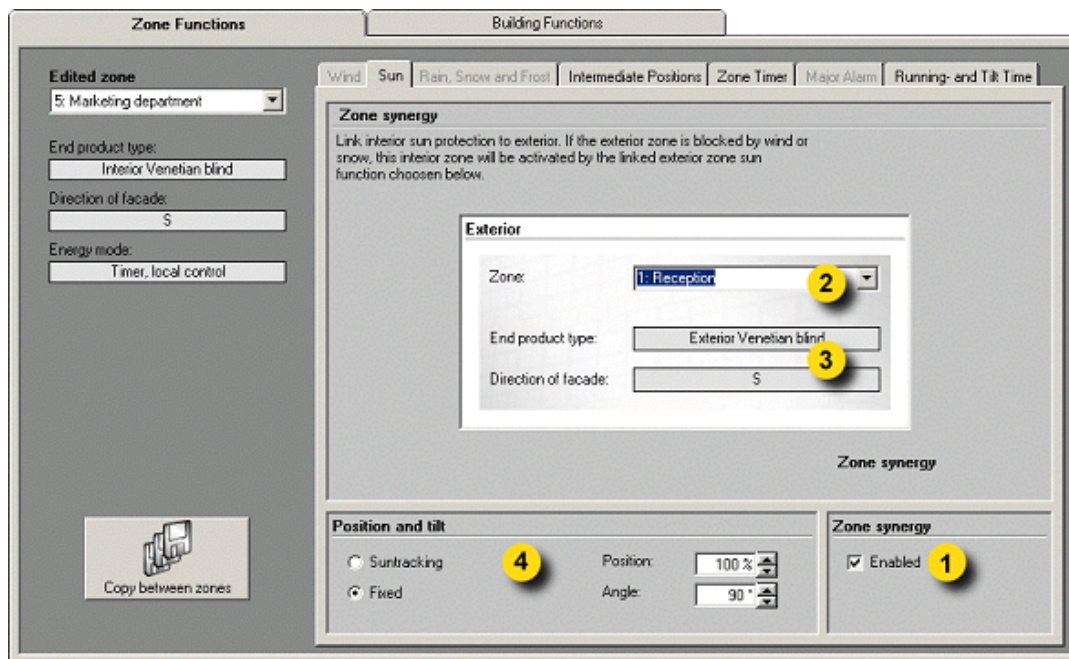 Zone Functions
Building Functions
Edited zone
5: Marketing department
End product type:
Interior Venetian blind
Direction of facade:
S
Energy mode:
Timer, local control
Copy between zones
Wind
Sun
Rain, Snow and Frost
Intermediate Positions
Zone Timer
Major Alarm
Running- and Tilt Time
Zone synergy
Link interior sun protection to exterior. If the exterior zone is blocked by wind or
snow, this interior zone will be activated by the linked exterior zone sun
function choosen below.
Exterior
Zone:
1: Reception
2
End product type:
Exterior Venetian blind
3
Direction of facade:
S
Zone synergy
Position and tilt
Suntracking
Fixed
4
Position:
100 %
Angle:
90 °
Zone synergy
Enabled
1